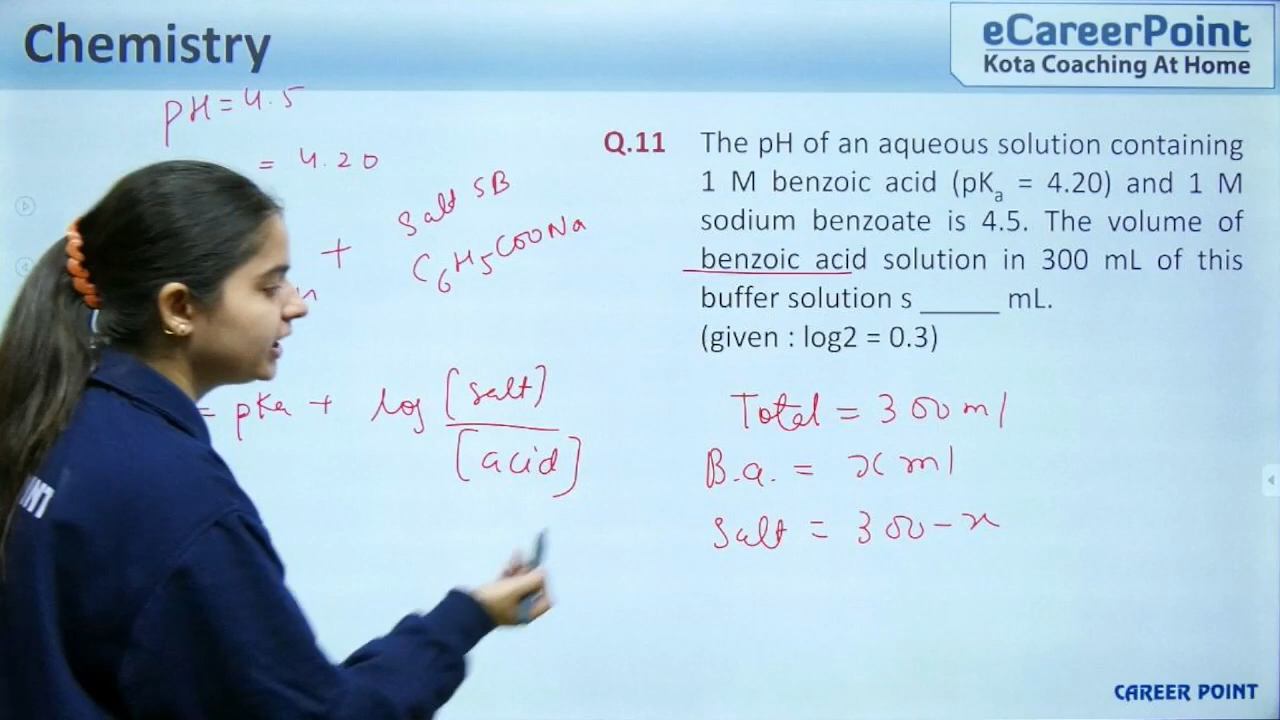 Chemistry
eCareerPoint
Kota Coaching At Home
pH = 4.5
= 4.20
Salt SB
+ C6H5COONa
= pKa + log [Salt]
[acid]
Q.11 The pH of an aqueous solution containing
1 M benzoic acid (pKa = 4.20) and 1 M
sodium benzoate is 4.5. The volume of
benzoic acid solution in 300 mL of this
buffer solution s ______ mL.
(given : log2 = 0.3)
Total = 300 ml
B.a. = x ml
Salt = 300 - x
CAREER POINT